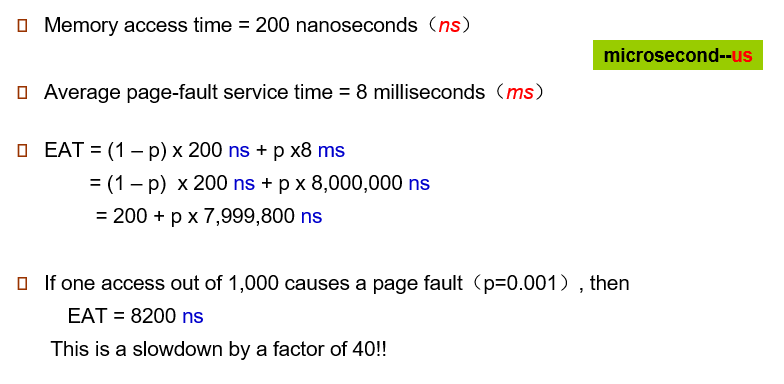 Memory access time = 200 nanoseconds（ns）
microsecond--us
Average page-fault service time = 8 milliseconds（ms）
EAT = (1 – p) x 200 ns + p x8 ms
= (1 – p) x 200 ns + p x 8,000,000 ns
= 200 + p x 7,999,800 ns
If one access out of 1,000 causes a page fault（p=0.001）, then
EAT = 8200 ns
This is a slowdown by a factor of 40!!